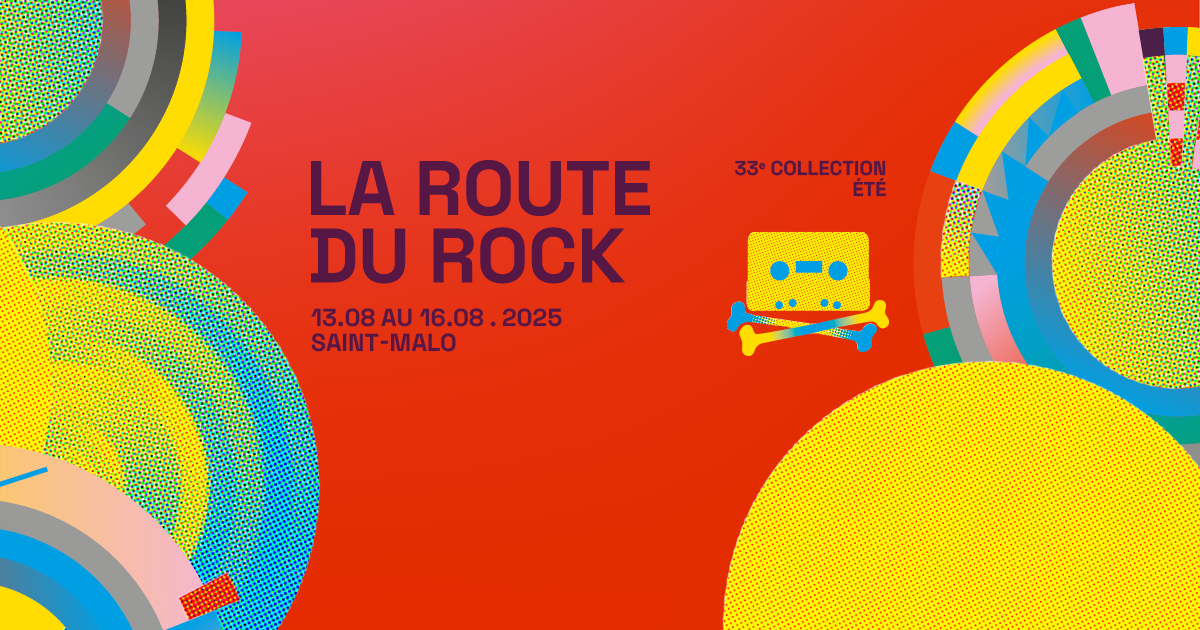 LA ROUTE
DU ROCK
13.08 AU 16.08 . 2025
SAINT-MALO
33ᵉ COLLECTION
ÉTÉ